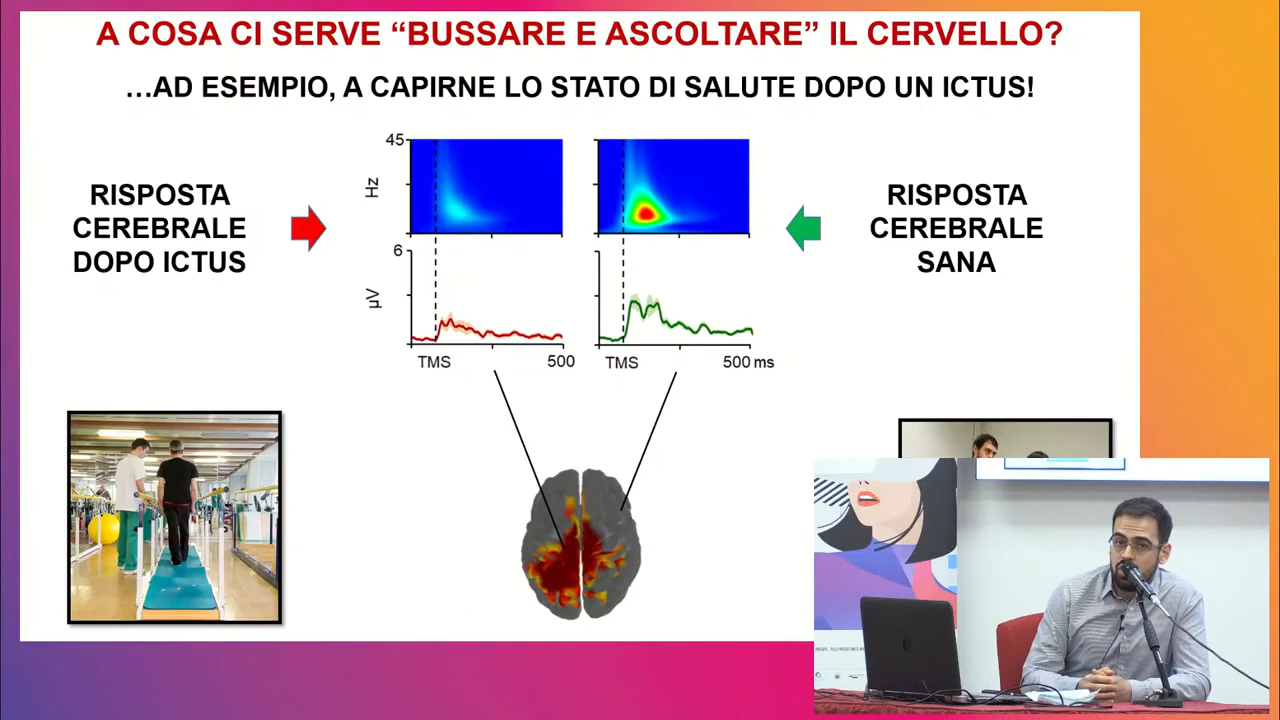 A COSA CI SERVE “BUSSARE E ASCOLTARE” IL CERVELLO?
…AD ESEMPIO, A CAPIRNE LO STATO DI SALUTE DOPO UN ICTUS!
RISPOSTA
CEREBRALE
DOPO ICTUS
45
Hz
6
µV
TMS
500
TMS
500 ms
RISPOSTA
CEREBRALE
SANA